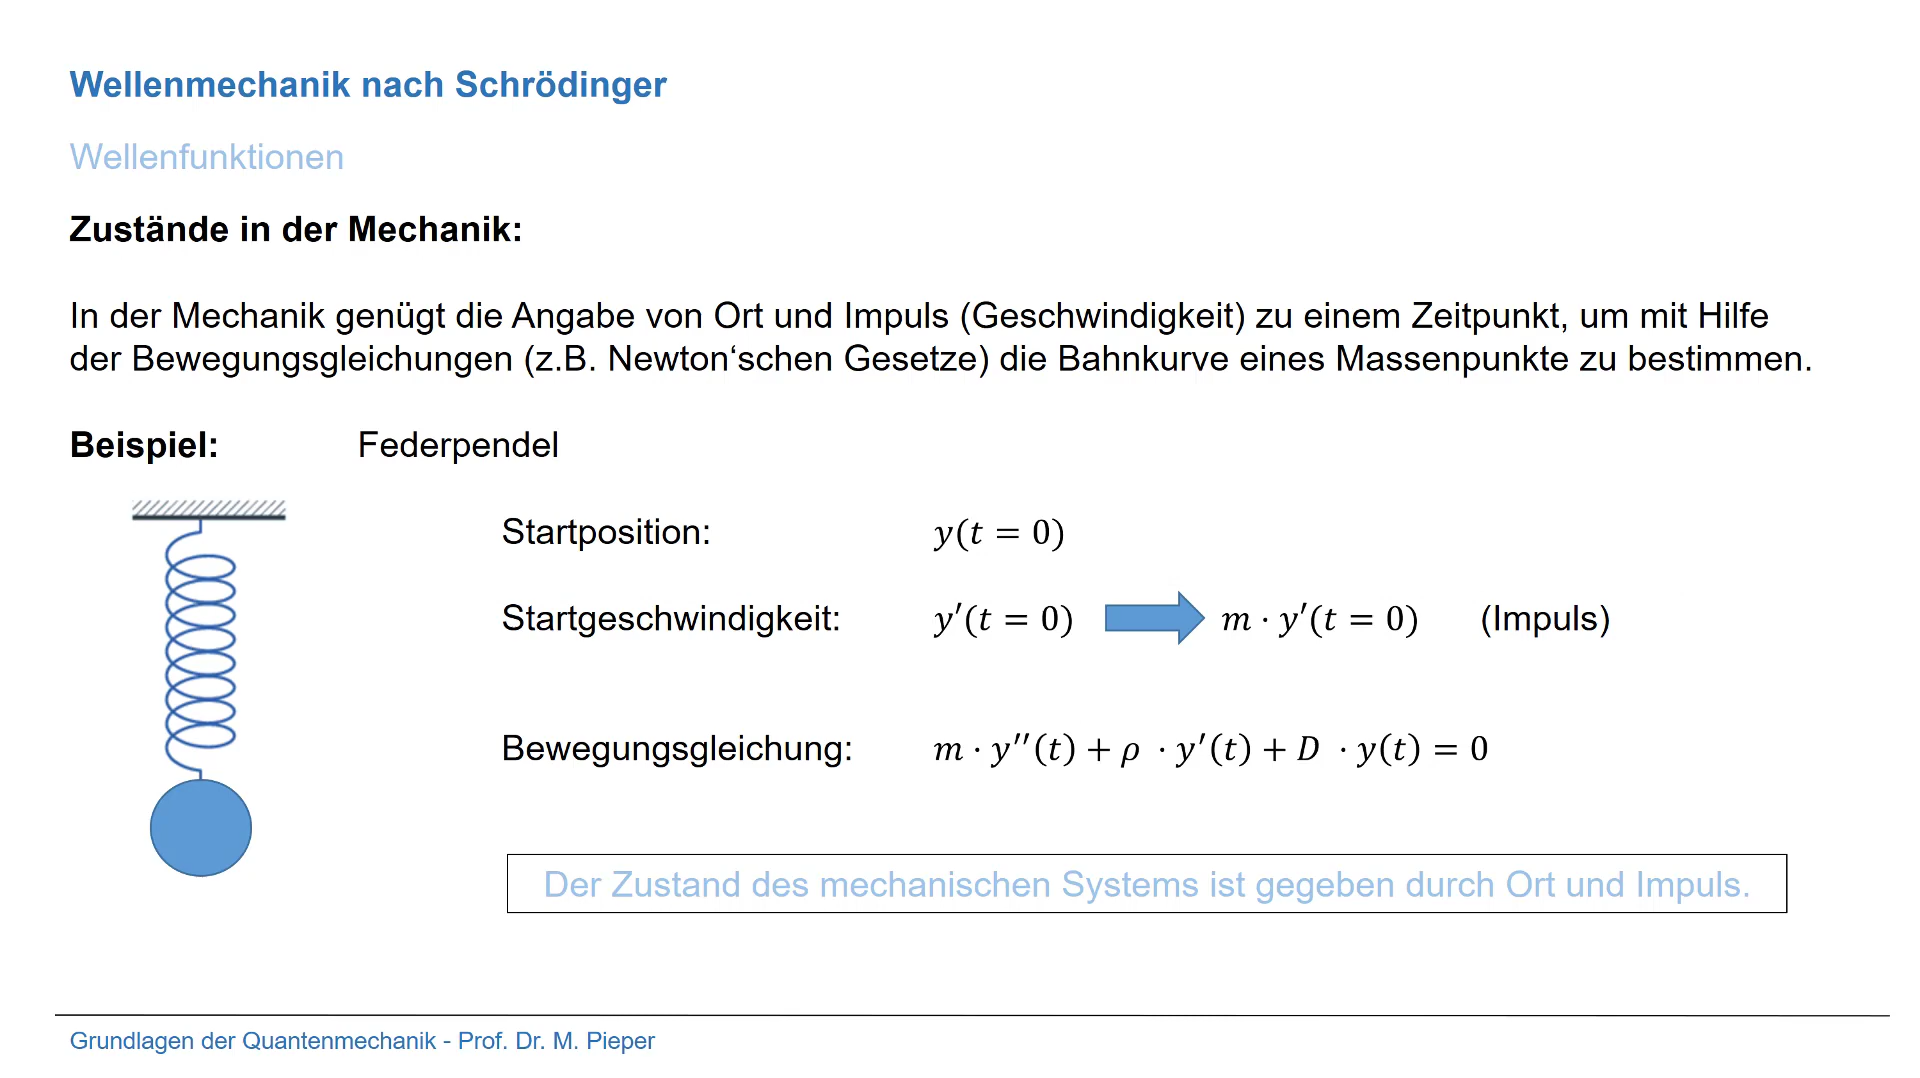 Wellenmechanik nach Schrödinger
Wellenfunktionen
Zustände in der Mechanik:
In der Mechanik genügt die Angabe von Ort und Impuls (Geschwindigkeit) zu einem Zeitpunkt, um mit Hilfe
der Bewegungsgleichungen (z.B. Newton‘schen Gesetze) die Bahnkurve eines Massenpunkte zu bestimmen.
Beispiel: Federpendel
Startposition: y(t = 0)
Startgeschwindigkeit: y′(t = 0) m · y′(t = 0) (Impuls)
Bewegungsgleichung: m · y′′(t) + ρ · y′(t) + D · y(t) = 0
Der Zustand des mechanischen Systems ist gegeben durch Ort und Impuls.
Grundlagen der Quantenmechanik - Prof. Dr. M. Pieper